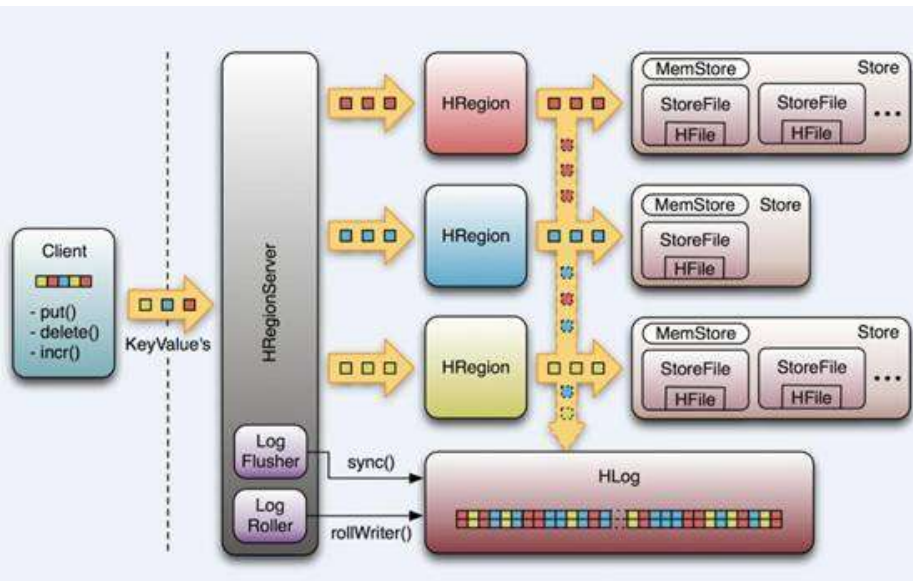 Client
- put()
- delete()
- incr()
KeyValue's
HRegionServer
Log
Flusher
Log
Roller
sync()
rollWriter()
HRegion
MemStore
Store
StoreFile
HFile
StoreFile
HFile
...
HRegion
MemStore
Store
StoreFile
HFile
HRegion
MemStore
Store
StoreFile
HFile
StoreFile
HFile
...
HLog